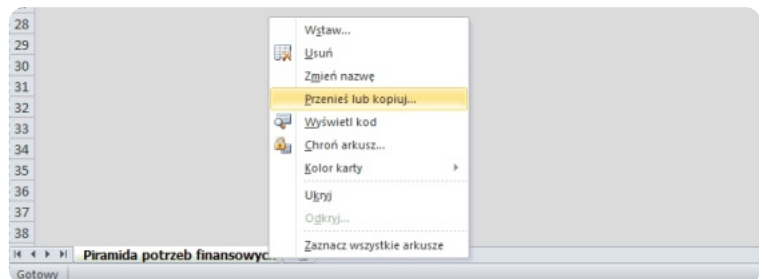 28
29
30
31
32
33
34
35
36
37
38
Wstaw...
Usuń
Zmień nazwę
Przenieś lub kopiuj...
Wyświetl kod
Chroń arkusz...
Kolor karty
Ukryj
Odkryj...
Zaznacz wszystkie arkusze
Piramida potrzeb finansowyc
Gotowy